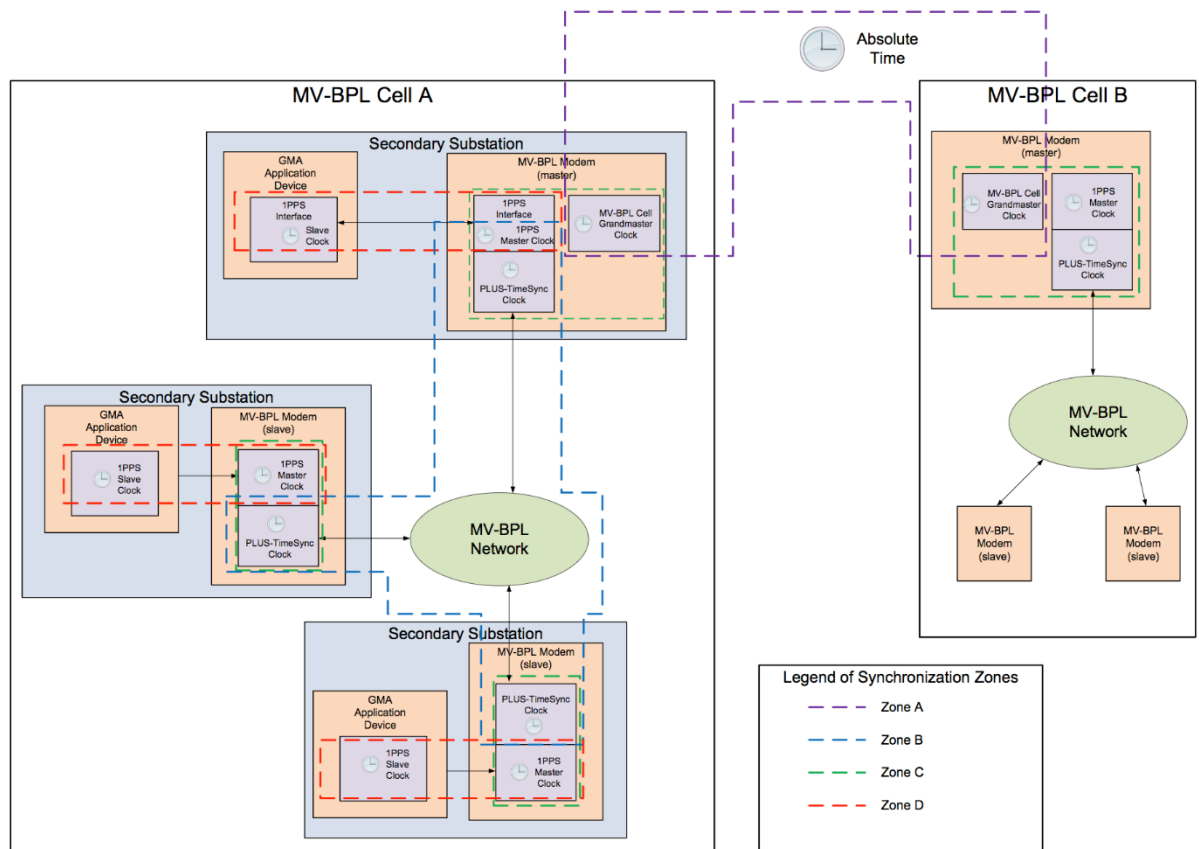 Absolute
Time
MV-BPL Cell A
Secondary Substation
GMA
Application
Device
1PPS
Interface
Slave
Clock
MV-BPL Modem
(master)
1PPS
Interface
1PPS
Master Clock
PLUS-TimeSync
Clock
MV-BPL Cell
Grandmaster
Clock
Secondary Substation
GMA
Application
Device
1PPS
Slave
Clock
MV-BPL Modem
(slave)
1PPS
Master
Clock
PLUS-TimeSync
Clock
MV-BPL
Network
Secondary Substation
GMA
Application
Device
1PPS
Slave
Clock
MV-BPL Modem
(slave)
PLUS-TimeSync
Clock
1PPS
Master
Clock
MV-BPL Cell B
MV-BPL Modem
(master)
MV-BPL Cell
Grandmaster
Clock
1PPS
Master
Clock
PLUS-TimeSync
Clock
MV-BPL
Network
MV-BPL
Modem
(slave)
MV-BPL
Modem
(slave)
Legend of Synchronization Zones
Zone A
Zone B
Zone C
Zone D